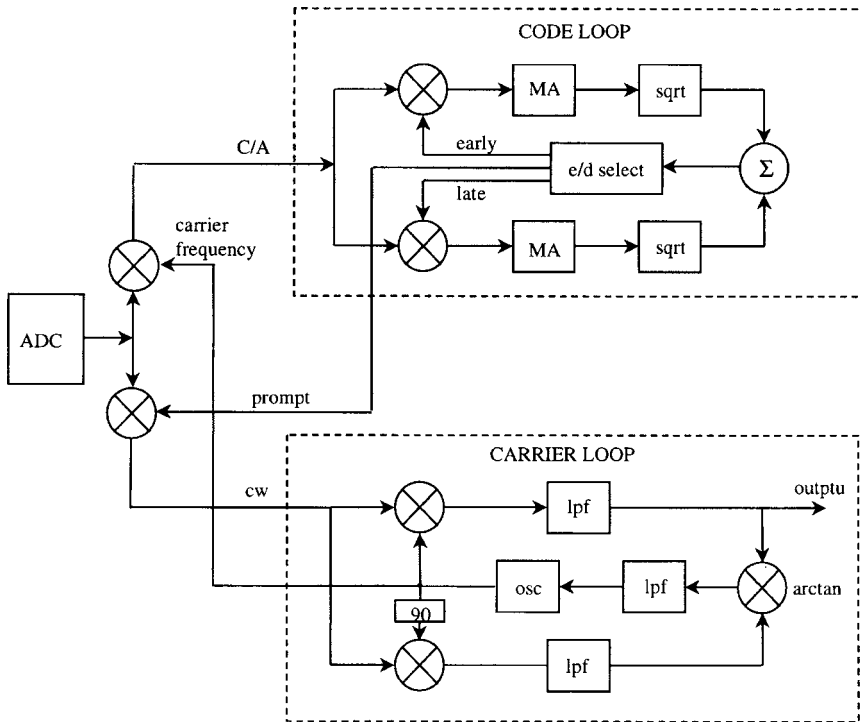 CODE LOOP
MA
sqrt
C/A
early
e/d select
Σ
late
carrier
frequency
MA
sqrt
ADC
prompt
CARRIER LOOP
cw
lpf
outptu
osc
lpf
arctan
90
lpf